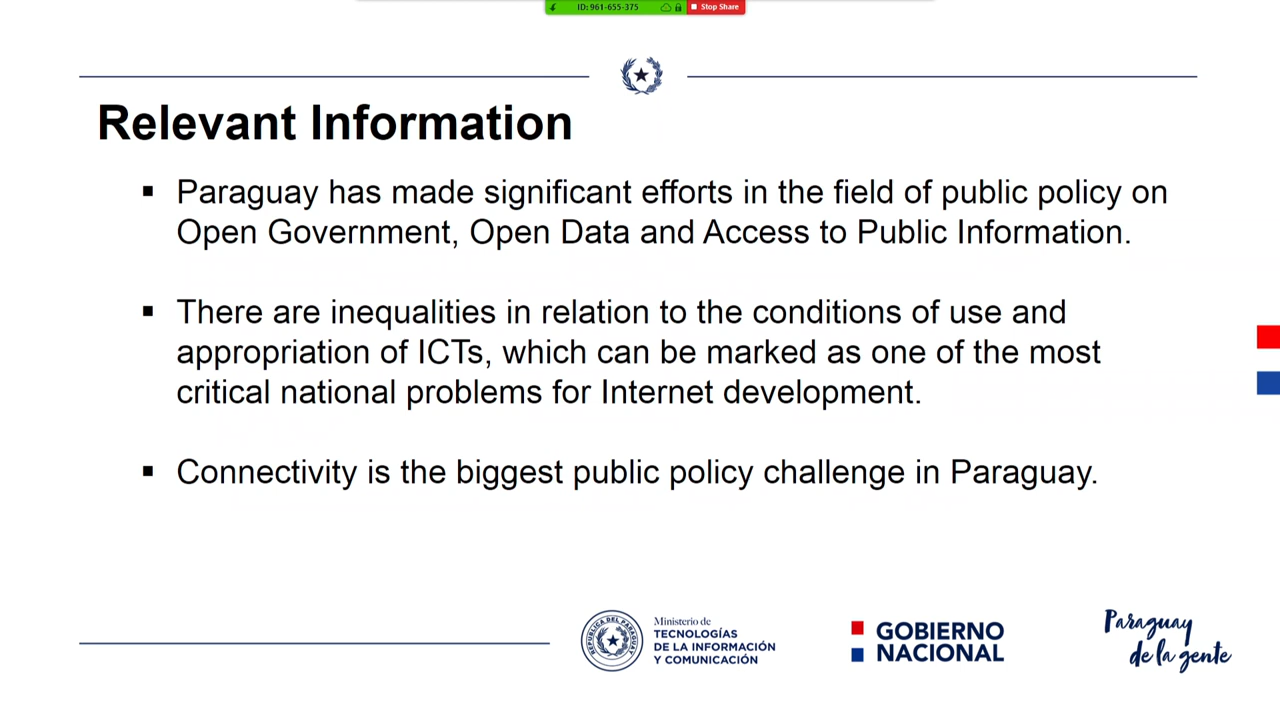 ID: 961-655-375
Stop Share
Relevant Information
▪ Paraguay has made significant efforts in the field of public policy on
Open Government, Open Data and Access to Public Information.
▪ There are inequalities in relation to the conditions of use and
appropriation of ICTs, which can be marked as one of the most
critical national problems for Internet development.
▪ Connectivity is the biggest public policy challenge in Paraguay.
REPUBLICA DEL PARAGUAY
Ministerio de
TECNOLOGÍAS
DE LA INFORMACIÓN
Y COMUNICACIÓN
GOBIERNO
NACIONAL
Paraguay
de la gente